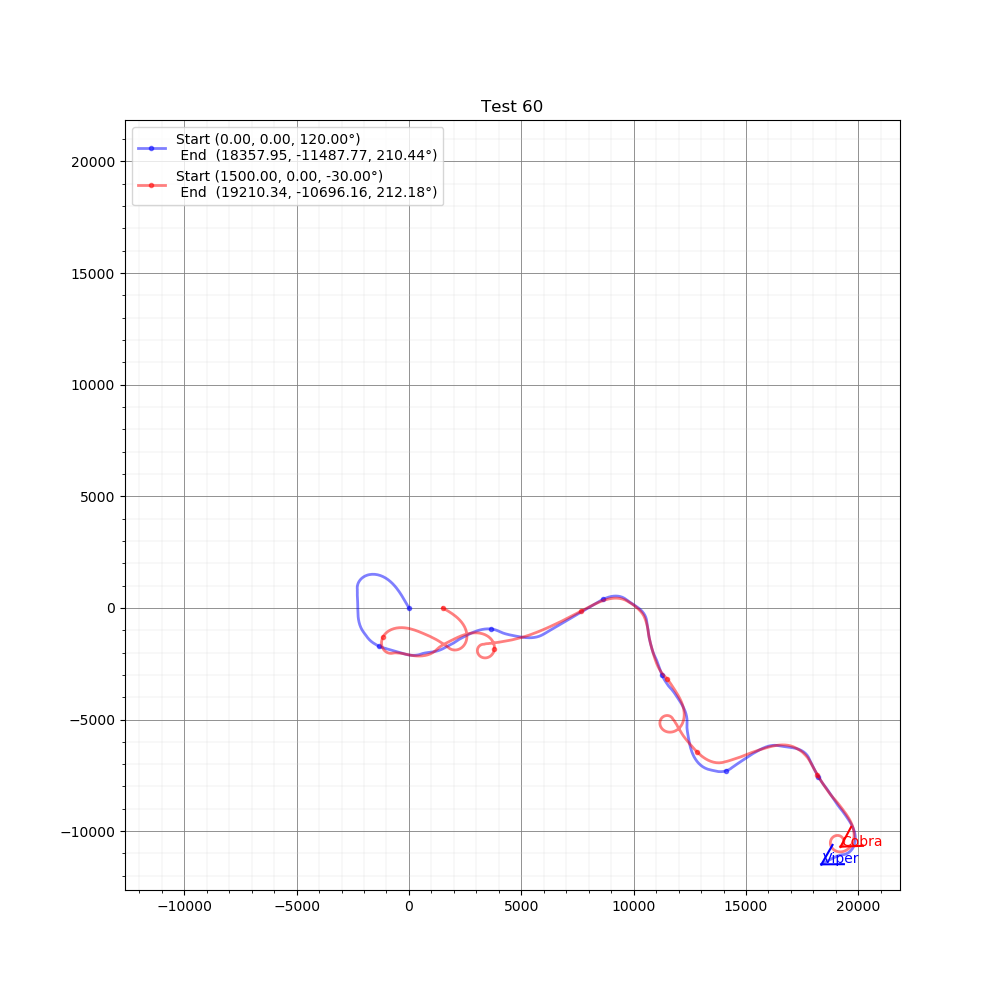 Test 60
Start (0.00, 0.00, 120.00°)
End (18357.95, -11487.77, 210.44°)
Start (1500.00, 0.00, -30.00°)
End (19210.34, -10696.16, 212.18°)
20000
15000
10000
5000
0
−5000
−10000
Cobra
Viper
−10000 −5000 0 5000 10000 15000 20000